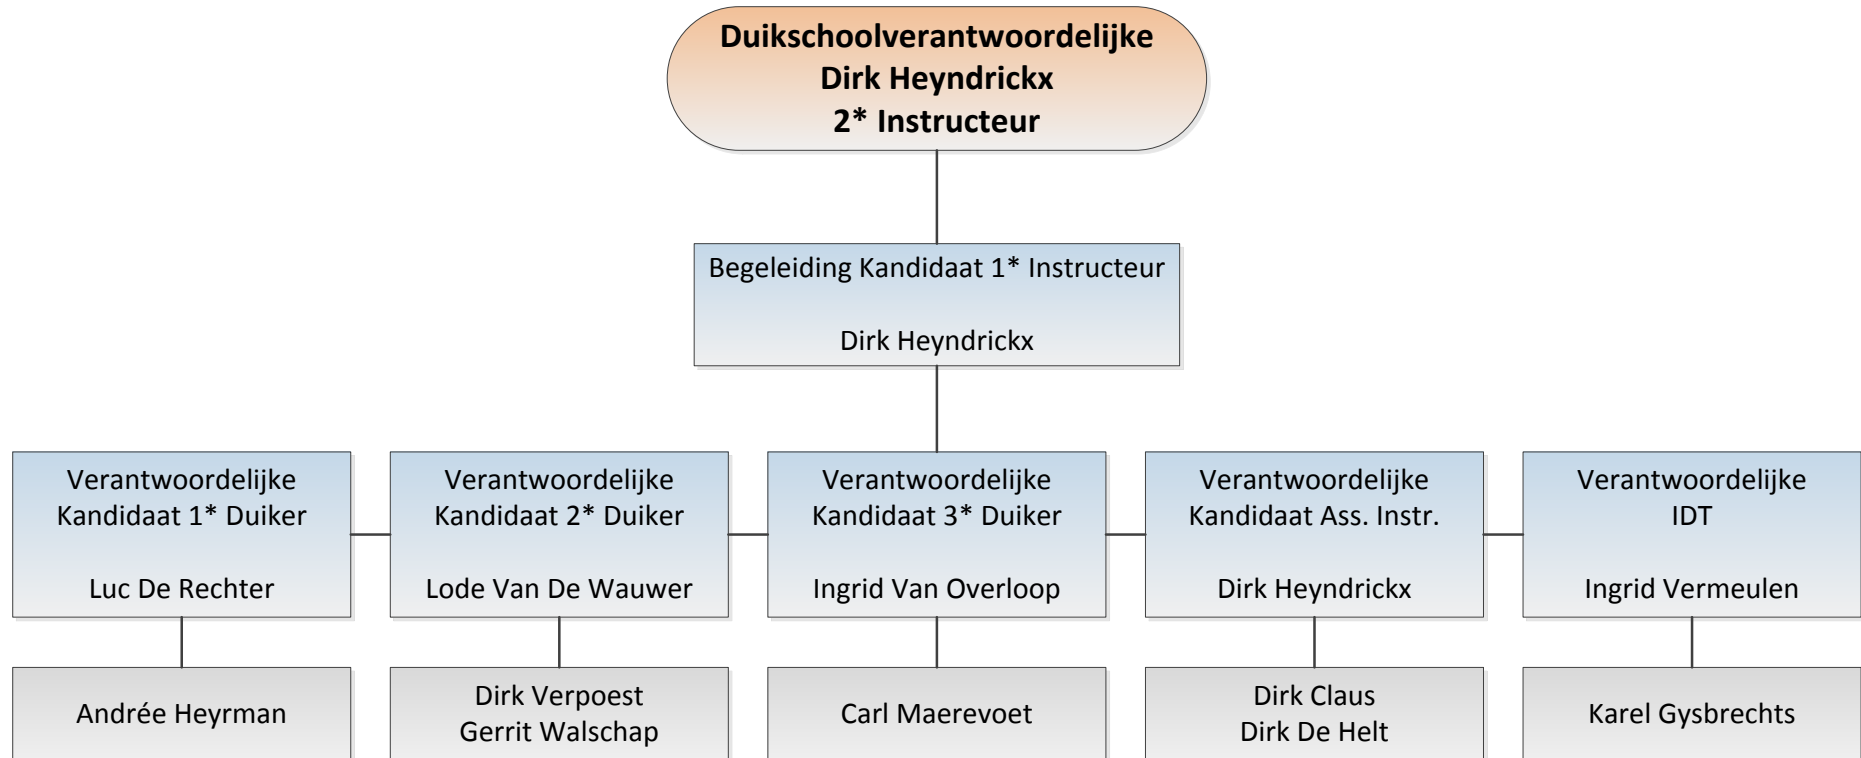 Duikschoolverantwoordelijke
Dirk Heyndrickx
2* Instructeur
Begeleiding Kandidaat 1* Instructeur
Dirk Heyndrickx
Verantwoordelijke
Kandidaat 1* Duiker
Luc De Rechter
Verantwoordelijke
Kandidaat 2* Duiker
Lode Van De Wauwer
Verantwoordelijke
Kandidaat 3* Duiker
Ingrid Van Overloop
Verantwoordelijke
Kandidaat Ass. Instr.
Dirk Heyndrickx
Verantwoordelijke
IDT
Ingrid Vermeulen
Andrée Heyrman
Dirk Verpoest
Gerrit Walschap
Carl Maerevoet
Dirk Claus
Dirk De Helt
Karel Gysbrechts